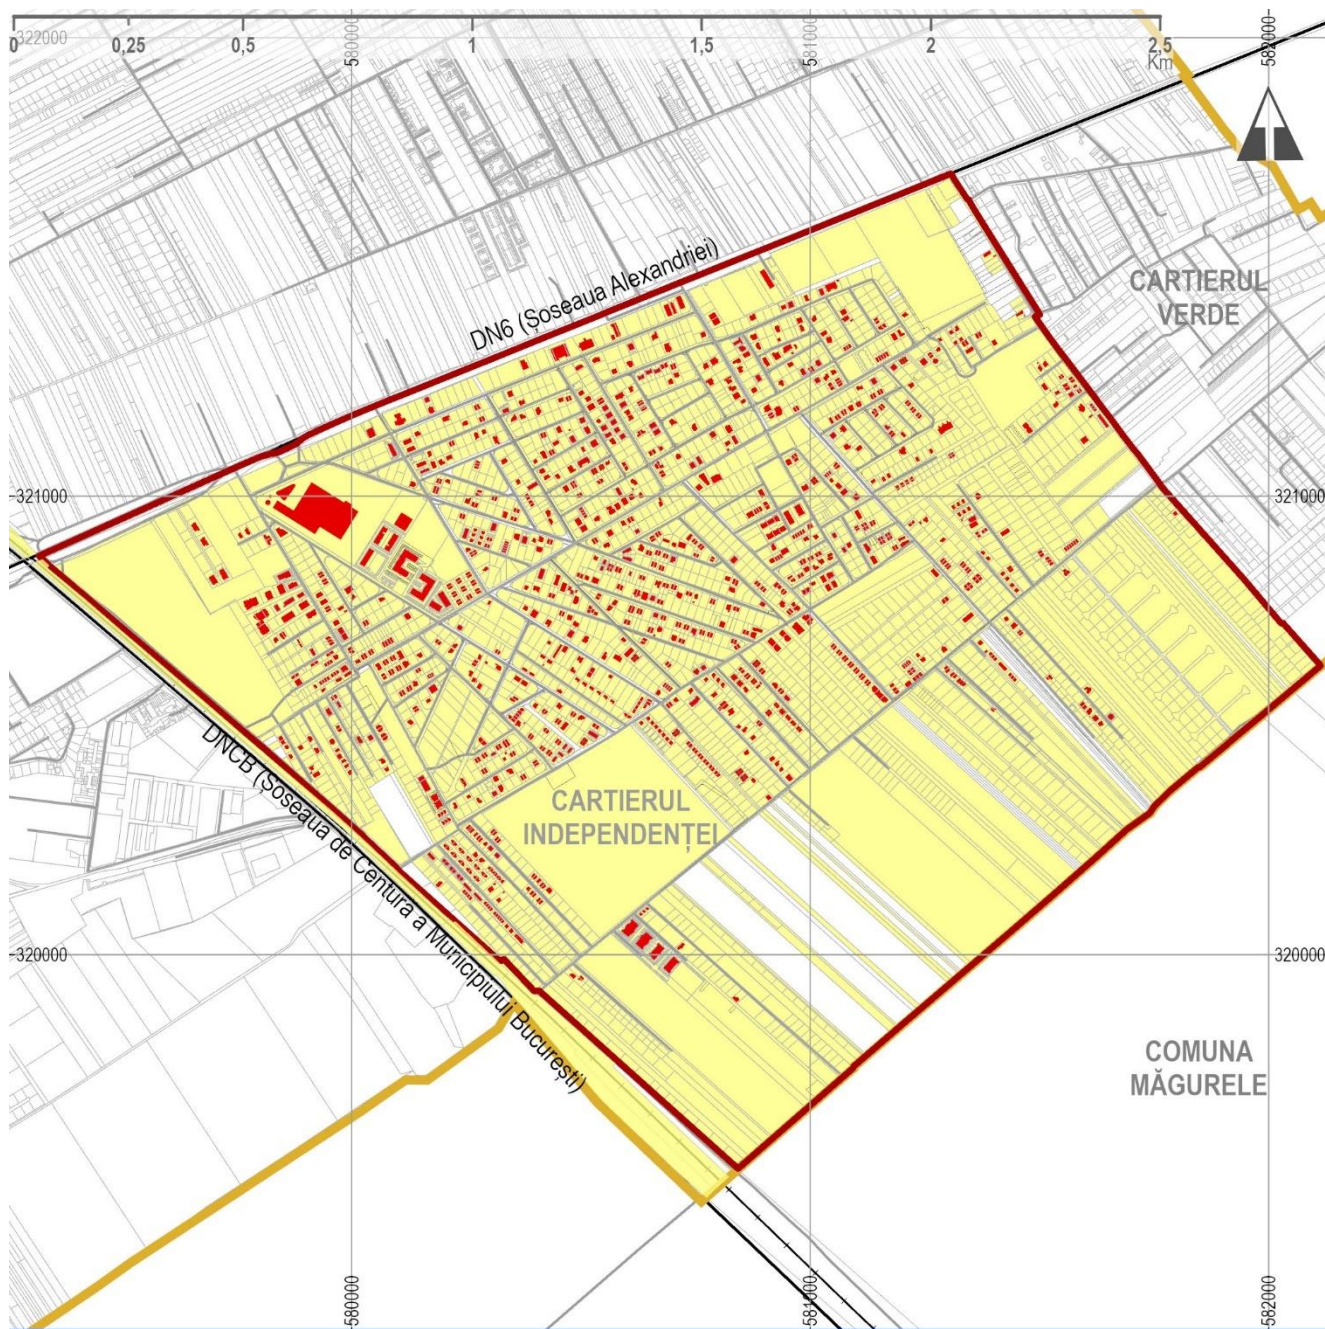 0 0,25 0,5 1 1,5 2 2,5
Km
322000
580000
581000
582000
CARTIERUL
VERDE
DN6 (Șoseaua Alexandriei)
321000
321000
DNCB (Șoseaua de Centura a Municipiului București)
CARTIERUL
INDEPENDENȚEI
320000
320000
COMUNA
MĂGURELE
580000
581000
582000